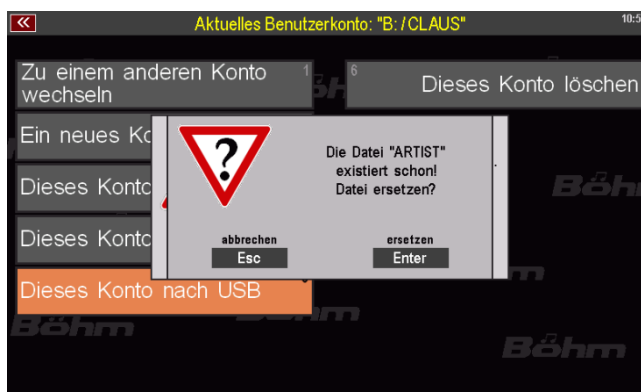 Aktuelles Benutzerkonto: "B:/CLAUS"
10:5
Zu einem anderen Konto
wechseln
1
6
Dieses Konto löschen
Ein neues Ko
Dieses Konto
Dieses Konto
Dieses Konto nach USB
Die Datei "ARTIST"
existiert schon!
Datei ersetzen?
abbrechen
Esc
ersetzen
Enter
Böhm
Böhm
Böhm